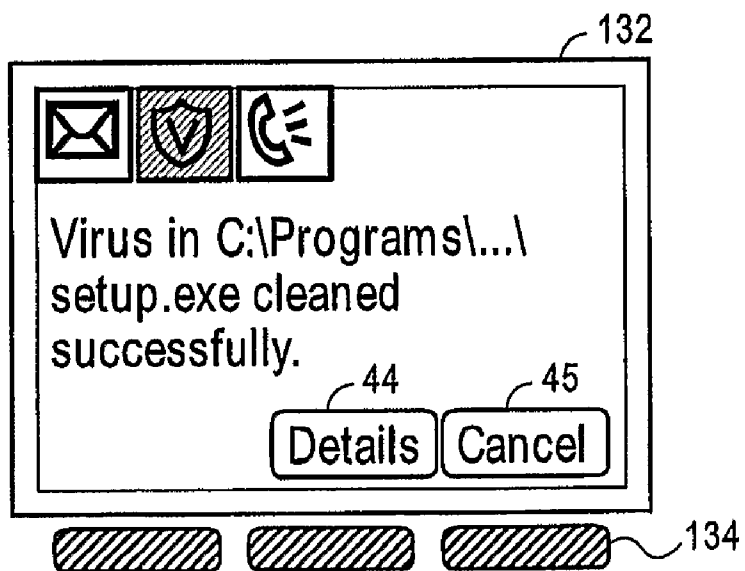 132
V
Virus in C:\Programs\...\
setup.exe cleaned
successfully.
44 45
Details Cancel
134